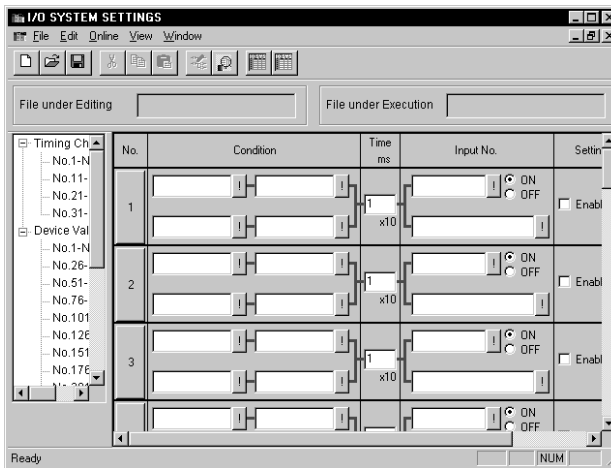 I/O SYSTEM SETTINGS
File Edit Online View Window
File under Editing
File under Execution
Timing Ch
No.1-N
No.11-
No.21-
No.31-
Device Val
No.1-N
No.26-
No.51-
No.76-
No.101
No.126
No.151
No.176
No. Condition Time ms Input No. Settin
1 ! ! 1 x10 ! ON OFF Enabl
! ! !
2 ! ! 1 x10 ! ON OFF Enabl
! ! !
3 ! ! 1 x10 ! ON OFF Enabl
! ! !
! ! ! ON OFF
Ready NUM